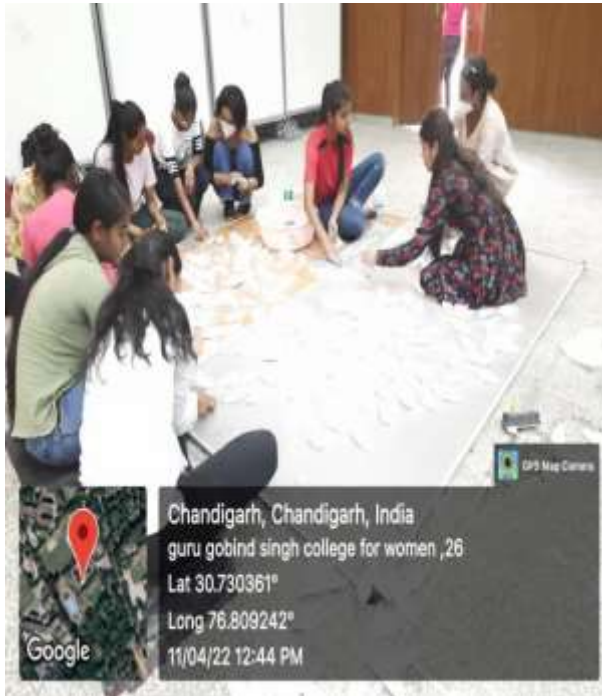 GPS Map Camera
Chandigarh, Chandigarh, India
guru gobind singh college for women ,26
Lat 30.730361°
Long 76.809242°
11/04/22 12:44 PM
Google